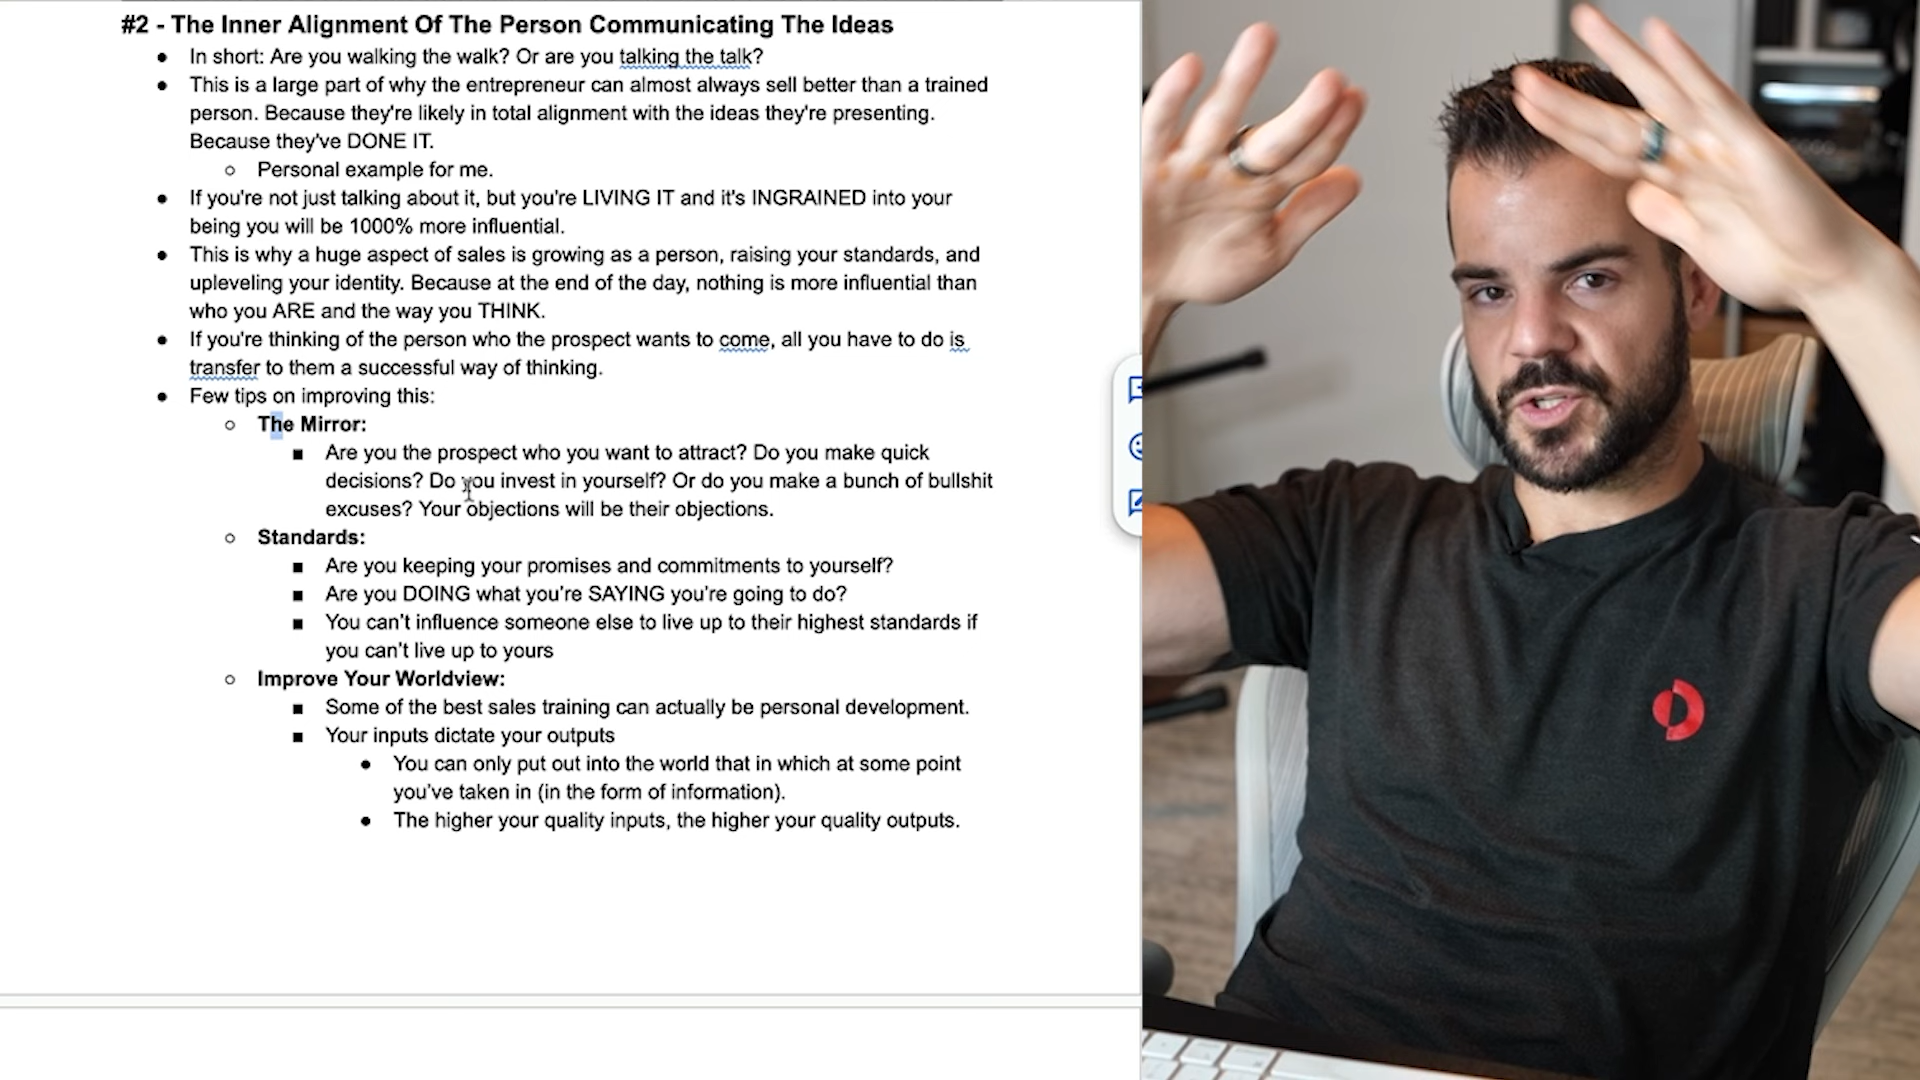 #2 - The Inner Alignment Of The Person Communicating The Ideas
● In short: Are you walking the walk? Or are you talking the talk?
● This is a large part of why the entrepreneur can almost always sell better than a trained
person. Because they're likely in total alignment with the ideas they're presenting.
Because they've DONE IT.
○ Personal example for me.
● If you're not just talking about it, but you're LIVING IT and it's INGRAINED into your
being you will be 1000% more influential.
● This is why a huge aspect of sales is growing as a person, raising your standards, and
upleveling your identity. Because at the end of the day, nothing is more influential than
who you ARE and the way you THINK.
● If you're thinking of the person who the prospect wants to come, all you have to do is
transfer to them a successful way of thinking.
● Few tips on improving this:
○ The Mirror:
■ Are you the prospect who you want to attract? Do you make quick
decisions? Do you invest in yourself? Or do you make a bunch of bullshit
excuses? Your objections will be their objections.
○ Standards:
■ Are you keeping your promises and commitments to yourself?
■ Are you DOING what you're SAYING you're going to do?
■ You can't influence someone else to live up to their highest standards if
you can't live up to yours
○ Improve Your Worldview:
■ Some of the best sales training can actually be personal development.
■ Your inputs dictate your outputs
● You can only put out into the world that in which at some point
you've taken in (in the form of information).
● The higher your quality inputs, the higher your quality outputs.